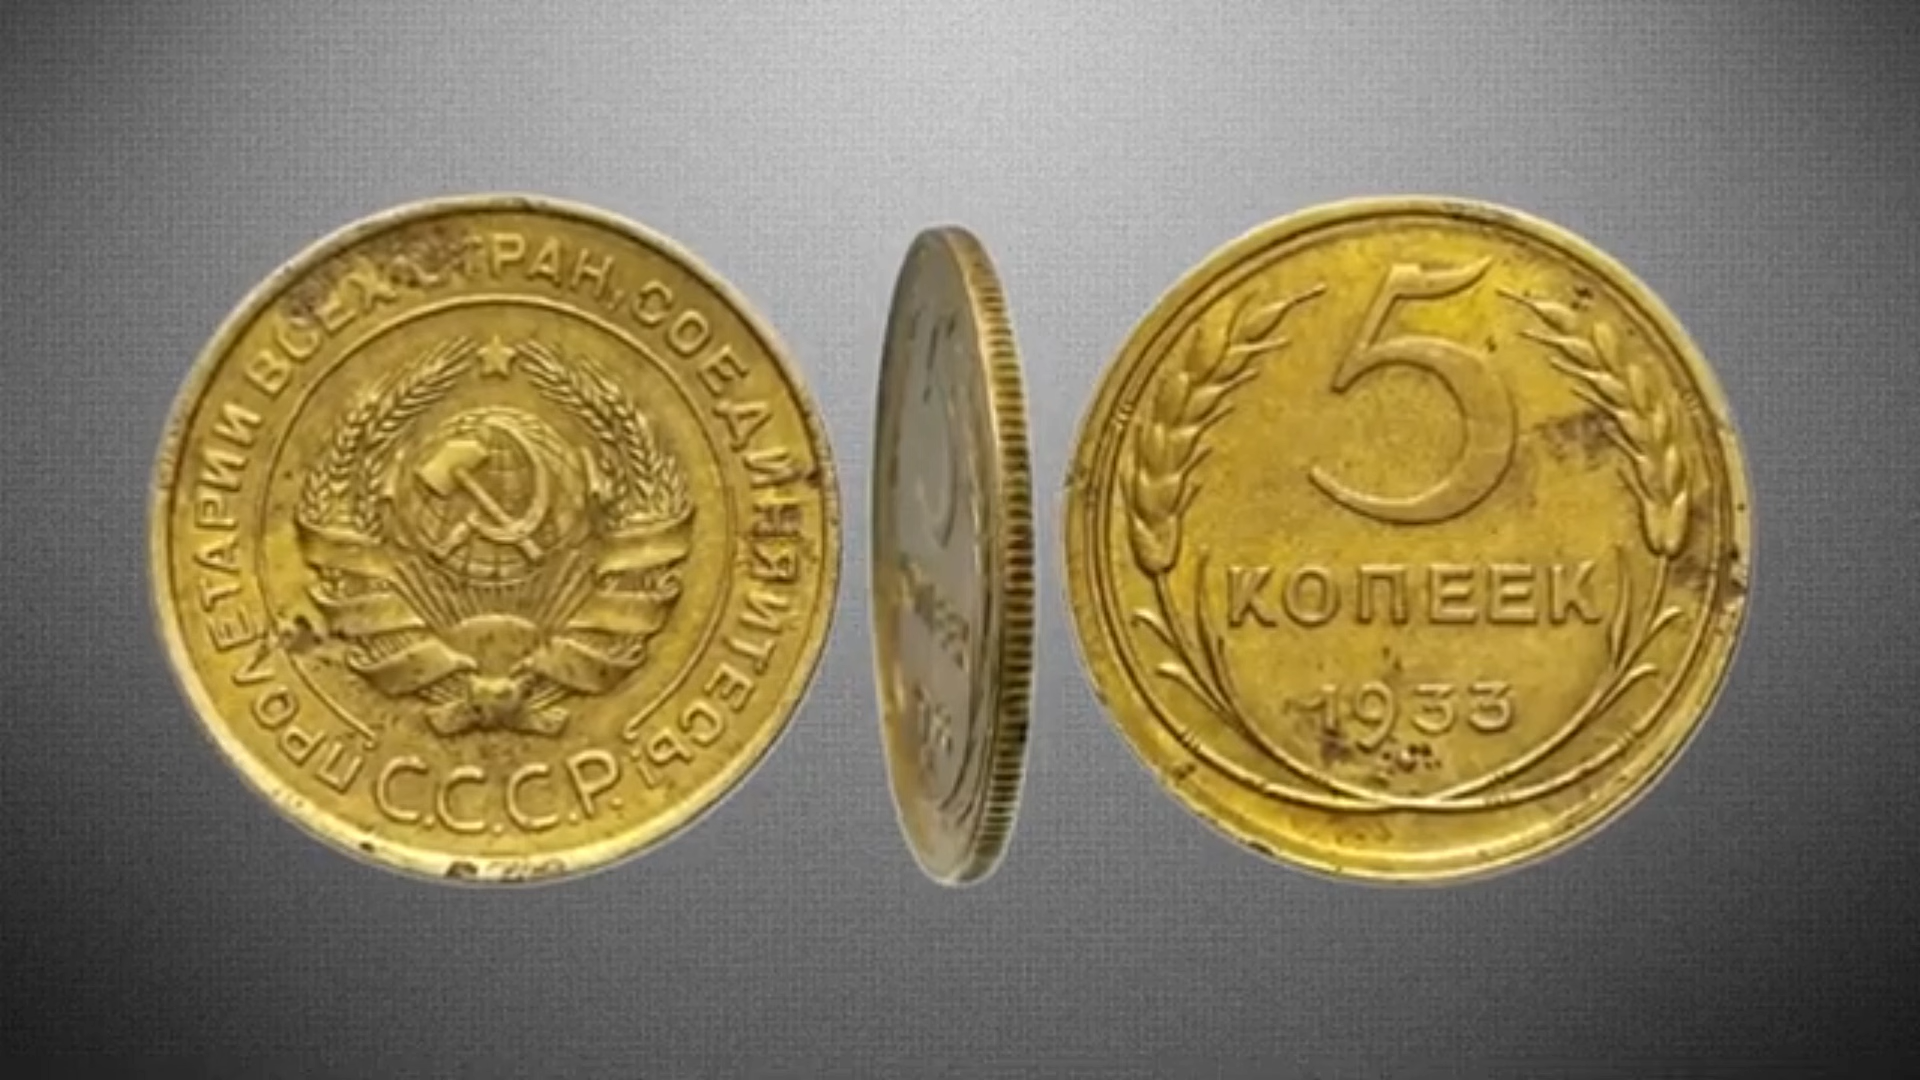 ПРОЛЕТАРИИ ВСЕХ СТРАН, СОЕДИНЯЙТЕСЬ!
С.С.С.Р.
5
КОПЕЕК
1933